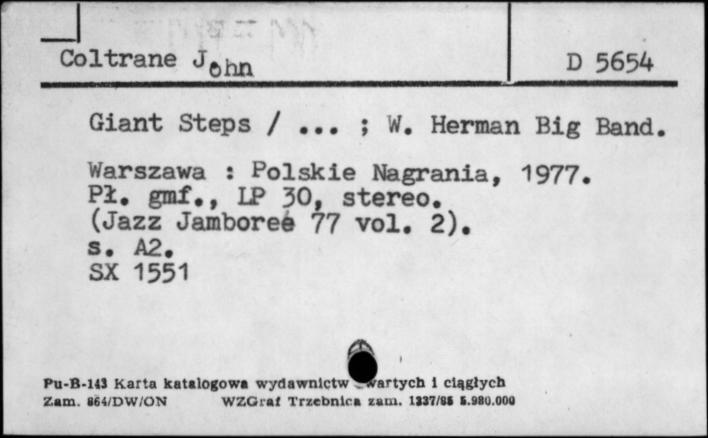 Coltrane John
D 5654
Giant Steps / ... ; W. Herman Big Band.
Warszawa : Polskie Nagrania, 1977.
Pł. gmf., LP 30, stereo.
(Jazz Jamboree 77 vol. 2).
s. A2.
SX 1551
Pu-B-143 Karta katalogowa wydawnictw wartych i ciągłych
Zam. 864/DW/ON WZGraf Trzebnica zam. 1337/85 5.980.000